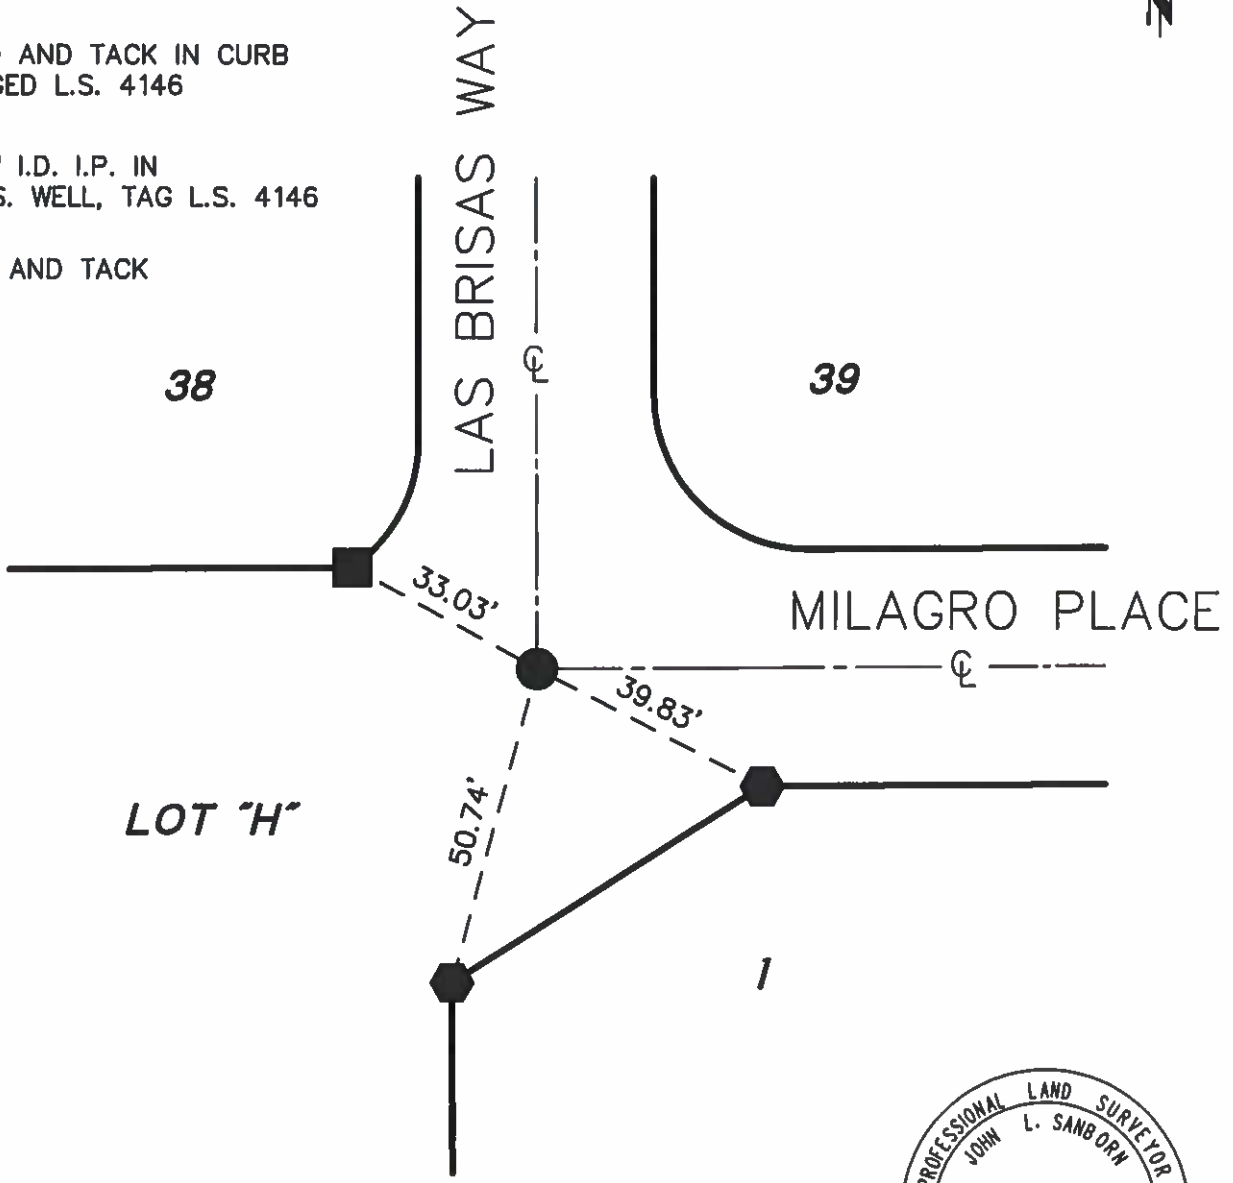 AND TACK IN CURB
L.S. 4146
I.D. I.P. IN
WELL, TAG L.S. 4146
AND TACK
N
LAS BRISAS WAY
38
39
℄
33.03'
MILAGRO PLACE
℄
39.83'
50.74'
LOT "H"
1
PROFESSIONAL LAND SURVEYOR
JOHN L. SANBORN